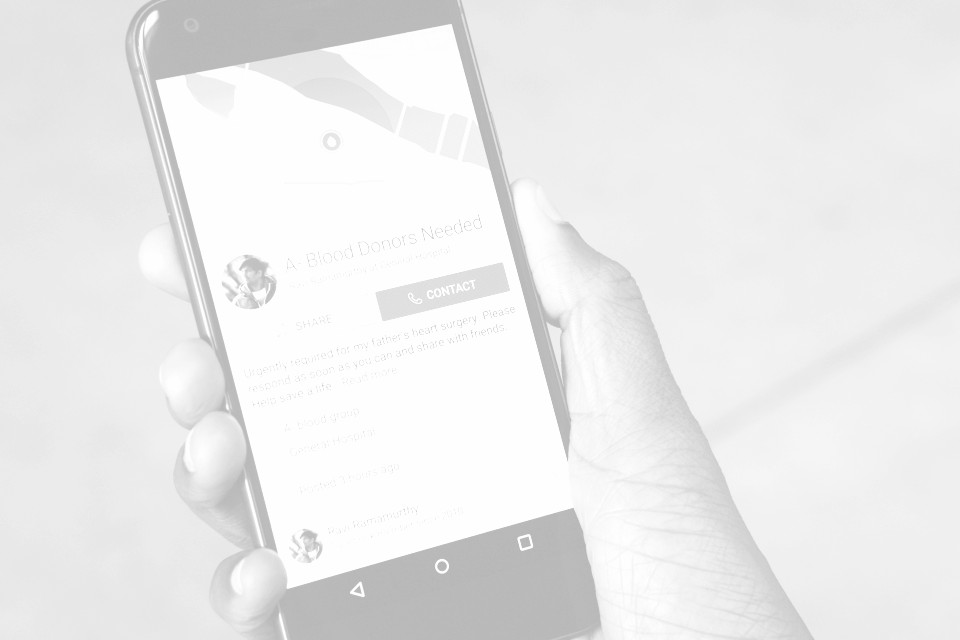 A- Blood Donors Needed
CONTACT
SHARE
Urgently required for my father's heart surgery. Please
respond as soon as you can and share with friends.
Help save a life. Read more
A- blood group
General Hospital
Posted 3 hours ago
Ravi Ramamurthy